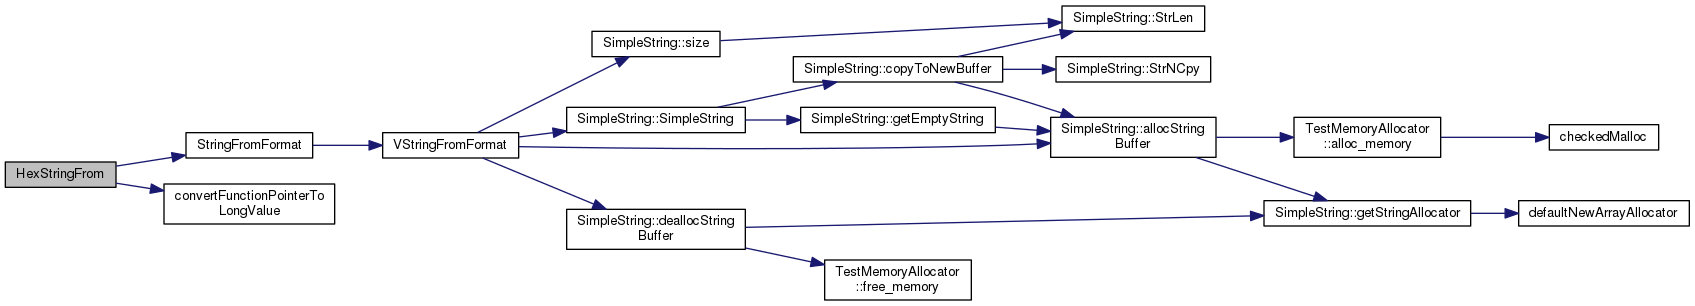 HexStringFrom
StringFromFormat
convertFunctionPointerTo
LongValue
VStringFromFormat
SimpleString::size
SimpleString::SimpleString
SimpleString::deallocString
Buffer
SimpleString::copyToNewBuffer
SimpleString::getEmptyString
TestMemoryAllocator
::free_memory
SimpleString::StrLen
SimpleString::StrNCpy
SimpleString::allocString
Buffer
TestMemoryAllocator
::alloc_memory
SimpleString::getStringAllocator
checkedMalloc
defaultNewArrayAllocator